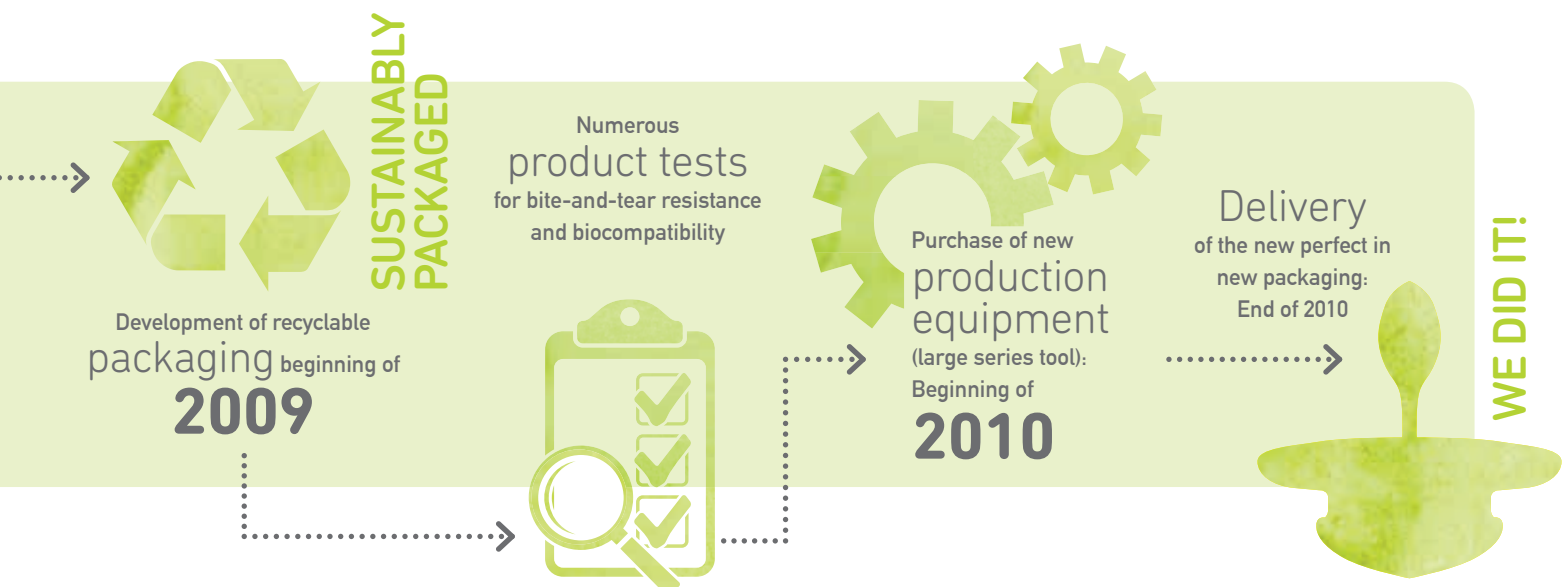 SUSTAINABLY
PACKAGED
Development of recyclable
packaging beginning of
2009
Numerous
product tests
for bite-and-tear resistance
and biocompatibility
Purchase of new
production
equipment
(large series tool):
Beginning of
2010
Delivery
of the new perfect in
new packaging:
End of 2010
WE DID IT!